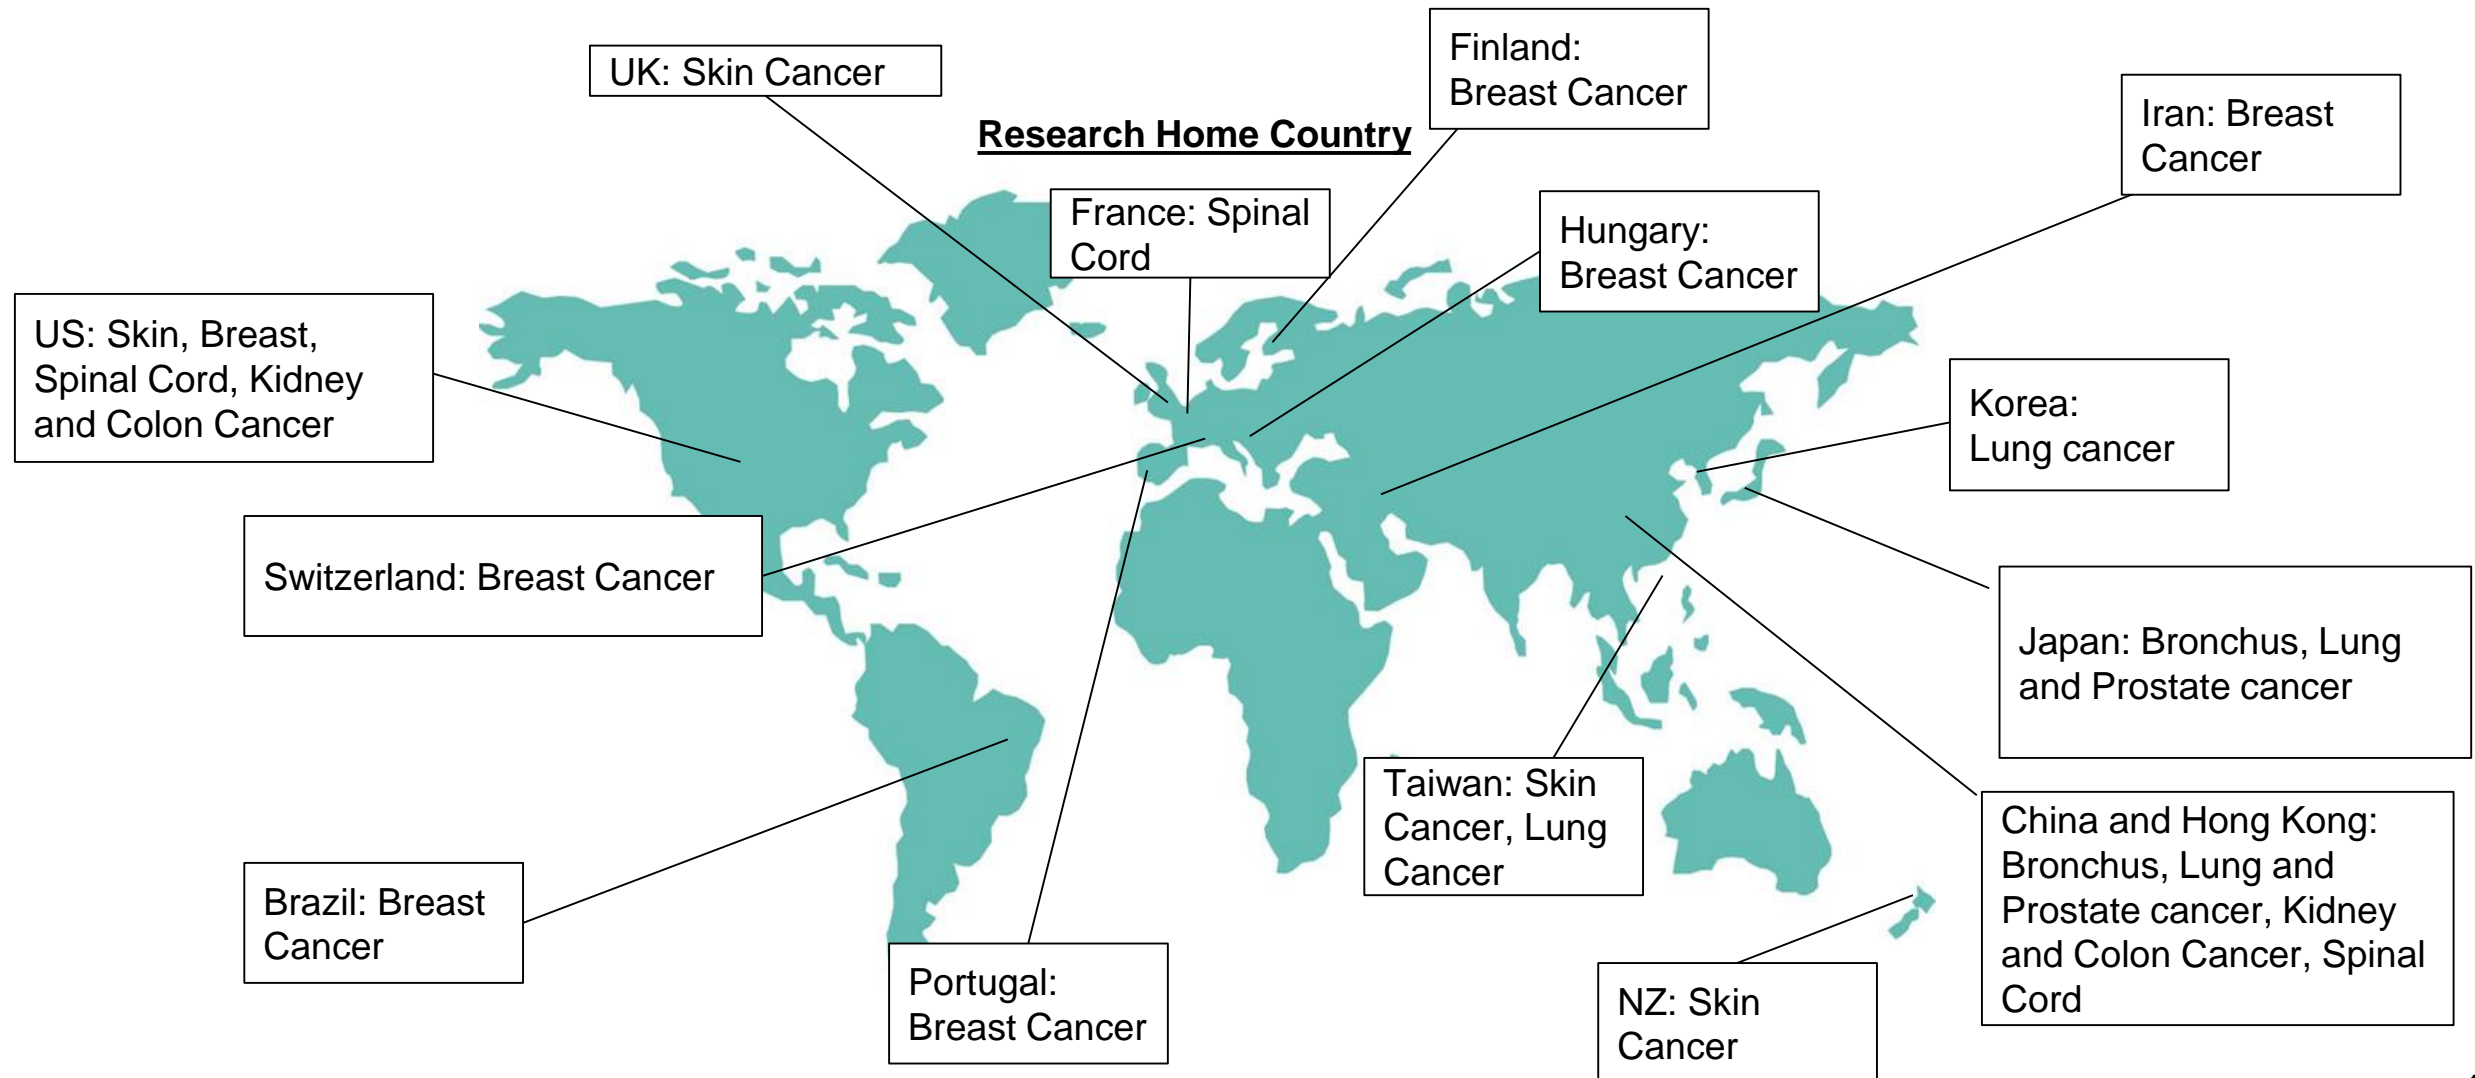 UK: Skin Cancer
Finland:
Breast Cancer
Research Home Country
Iran: Breast
Cancer
France: Spinal
Cord
Hungary:
Breast Cancer
US: Skin, Breast,
Spinal Cord, Kidney
and Colon Cancer
Korea:
Lung cancer
Switzerland: Breast Cancer
Japan: Bronchus, Lung
and Prostate cancer
Taiwan: Skin
Cancer, Lung
Cancer
China and Hong Kong:
Bronchus, Lung and
Prostate cancer, Kidney
and Colon Cancer, Spinal
Cord
Brazil: Breast
Cancer
Portugal:
Breast Cancer
NZ: Skin
Cancer